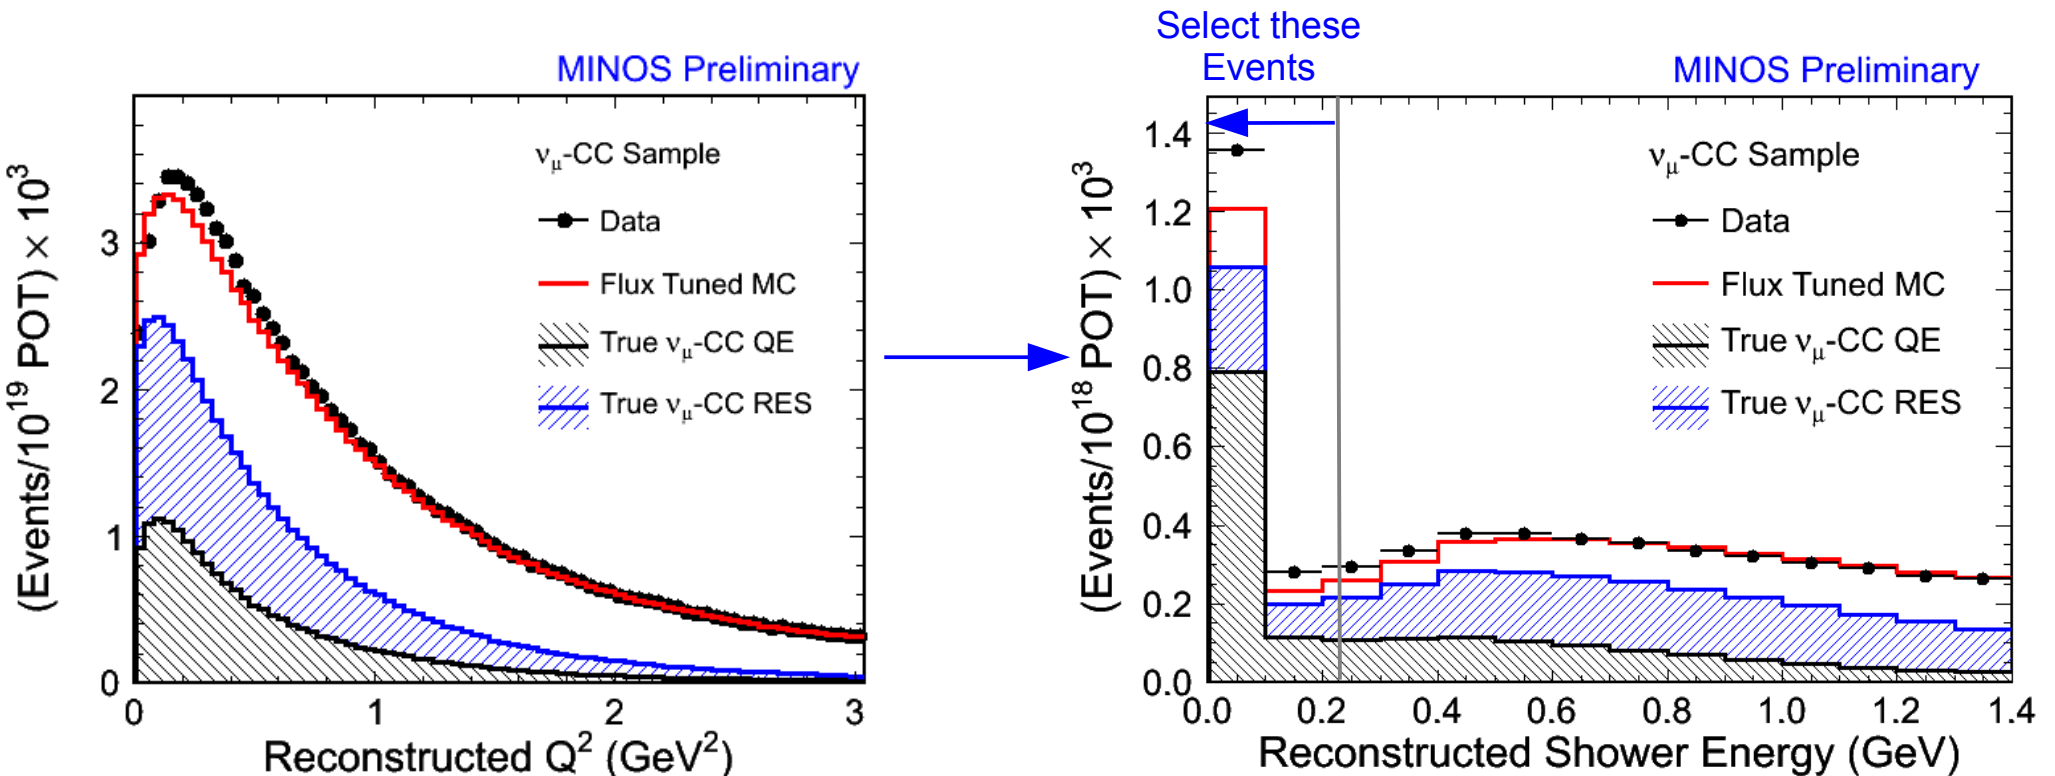 Select these
Events
MINOS Preliminary
(Events/10¹⁹ POT) × 10³
3
2
1
0
0 1 2 3
Reconstructed Q² (GeV²)
νμ-CC Sample
Data
Flux Tuned MC
True νμ-CC QE
True νμ-CC RES
MINOS Preliminary
(Events/10¹⁸ POT) × 10³
1.4
1.2
1.0
0.8
0.6
0.4
0.2
0.0
0.0 0.2 0.4 0.6 0.8 1.0 1.2 1.4
Reconstructed Shower Energy (GeV)
νμ-CC Sample
Data
Flux Tuned MC
True νμ-CC QE
True νμ-CC RES